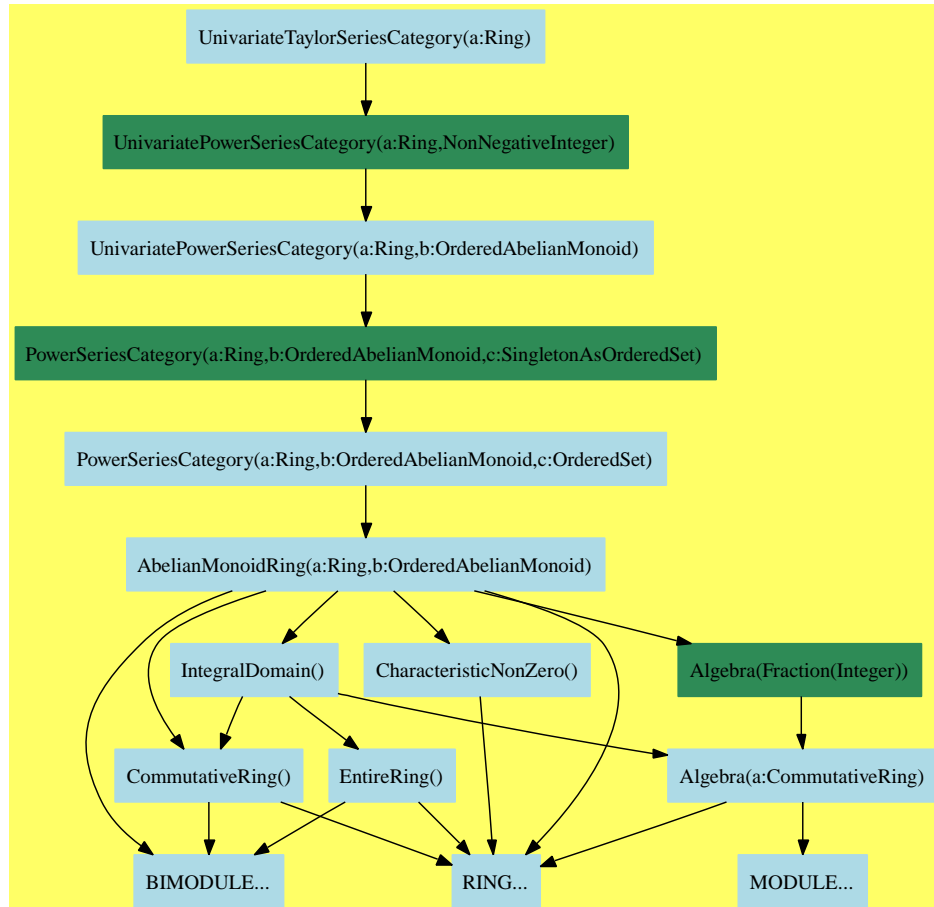 UnivariateTaylorSeriesCategory(a:Ring)
UnivariatePowerSeriesCategory(a:Ring,NonNegativeInteger)
UnivariatePowerSeriesCategory(a:Ring,b:OrderedAbelianMonoid)
PowerSeriesCategory(a:Ring,b:OrderedAbelianMonoid,c:SingletonAsOrderedSet)
PowerSeriesCategory(a:Ring,b:OrderedAbelianMonoid,c:OrderedSet)
AbelianMonoidRing(a:Ring,b:OrderedAbelianMonoid)
IntegralDomain()
CharacteristicNonZero()
Algebra(Fraction(Integer))
CommutativeRing()
EntireRing()
Algebra(a:CommutativeRing)
BIMODULE...
RING...
MODULE...